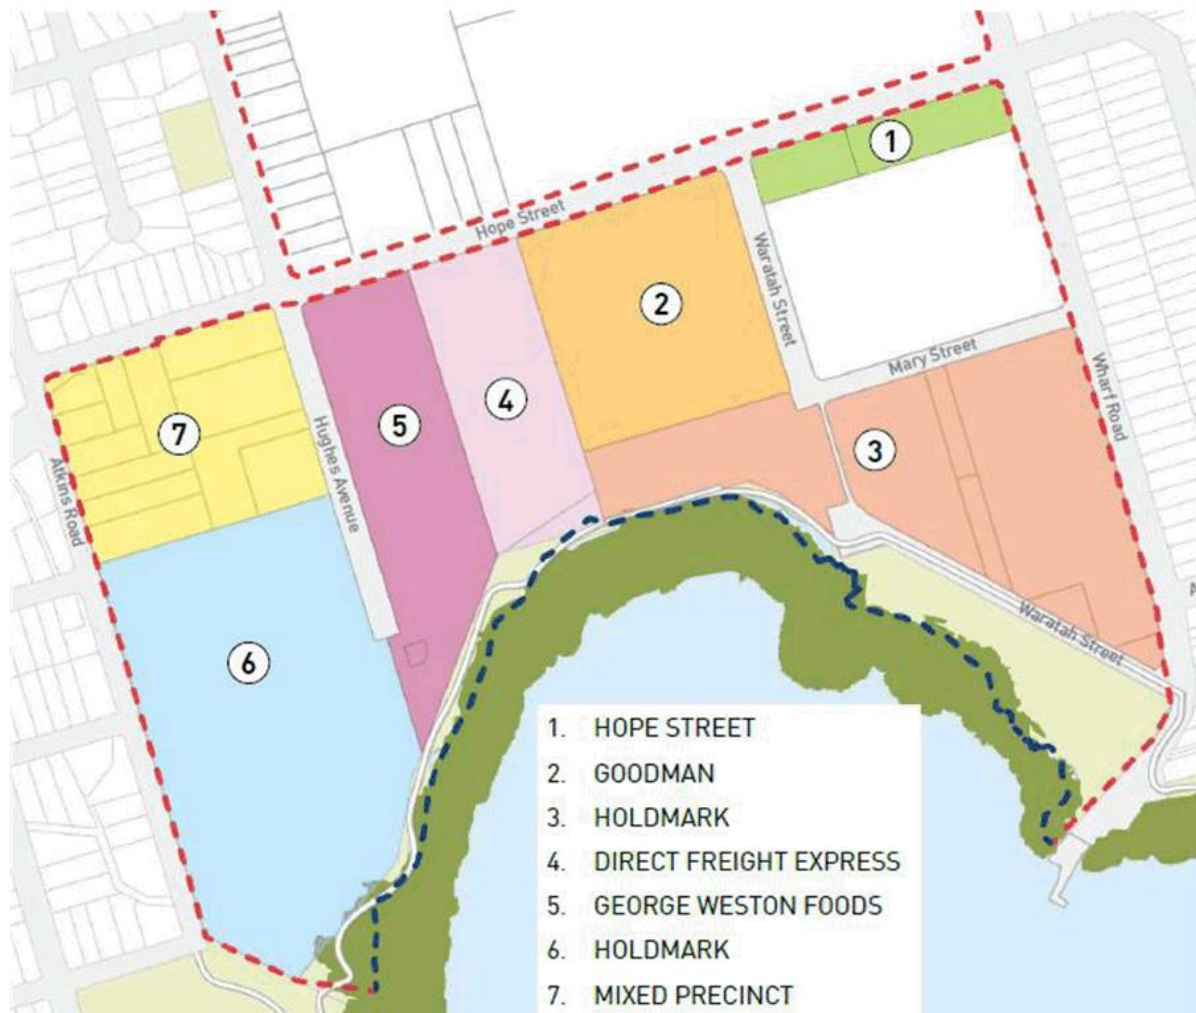 1
Hope Street
2
Waratah Street
Mary Street
4
5
3
7
Hughes Avenue
Wharf Road
Atkins Road
6
Waratah Street
1. HOPE STREET
2. GOODMAN
3. HOLDMARK
4. DIRECT FREIGHT EXPRESS
5. GEORGE WESTON FOODS
6. HOLDMARK
7. MIXED PRECINCT